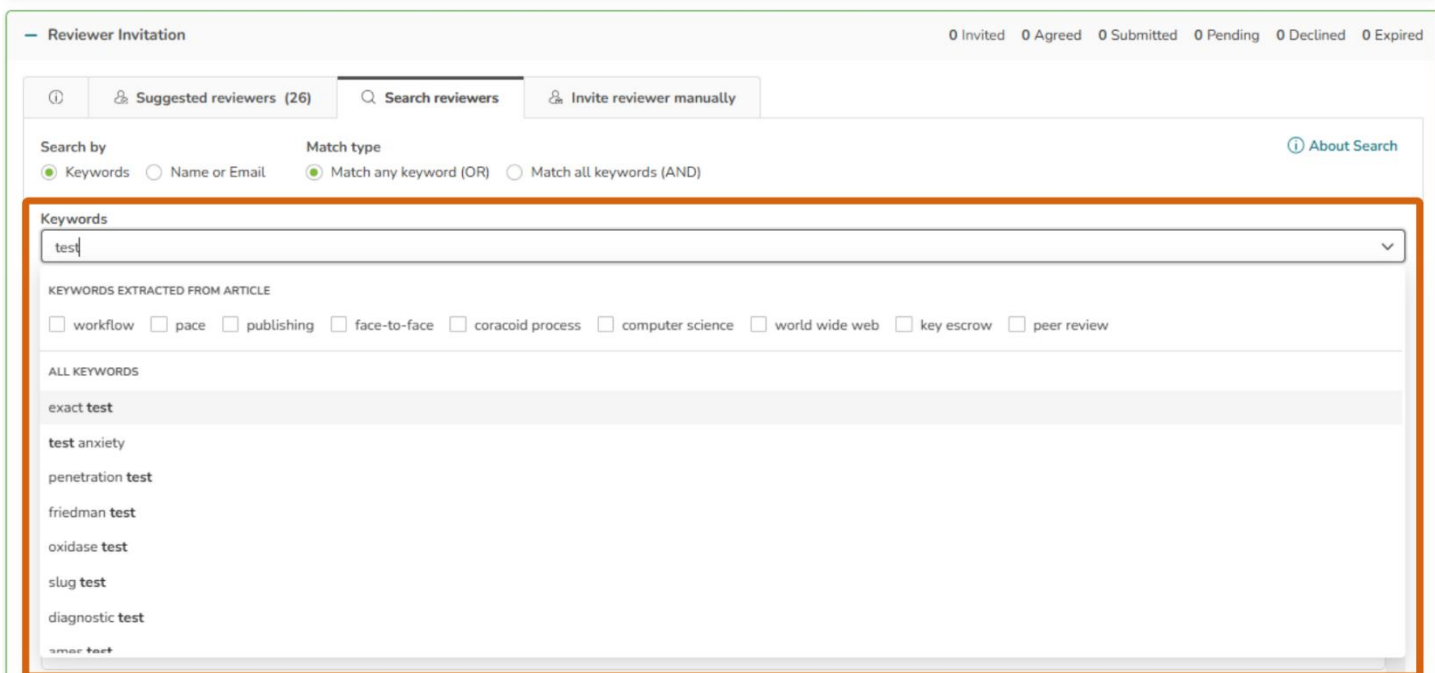 Reviewer Invitation 0 Invited 0 Agreed 0 Submitted 0 Pending 0 Declined 0 Expired
Suggested reviewers (26) Search reviewers Invite reviewer manually
Search by Match type About Search
Keywords Name or Email Match any keyword (OR) Match all keywords (AND)
Keywords
test
KEYWORDS EXTRACTED FROM ARTICLE
workflow pace publishing face-to-face coracoid process computer science world wide web key escrow peer review
ALL KEYWORDS
exact test
test anxiety
penetration test
friedman test
oxidase test
slug test
diagnostic test
ames test